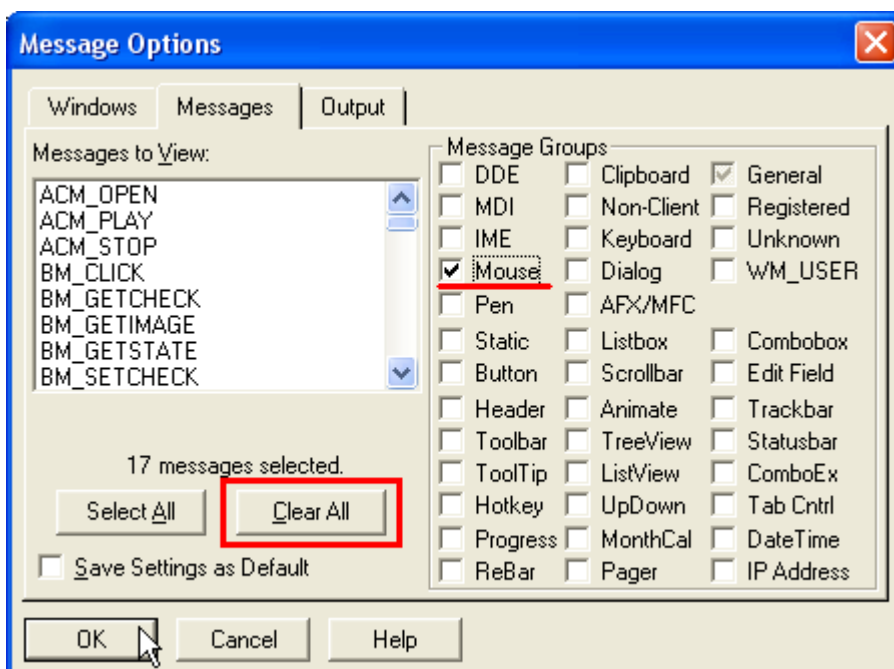 Message Options
Windows Messages Output
Messages to View:
ACM_OPEN
ACM_PLAY
ACM_STOP
BM_CLICK
BM_GETCHECK
BM_GETIMAGE
BM_GETSTATE
BM_SETCHECK
17 messages selected.
Select All Clear All
Save Settings as Default
Message Groups
DDE Clipboard General
MDI Non-Client Registered
IME Keyboard Unknown
Mouse Dialog WM_USER
Pen AFX/MFC
Static Listbox Combobox
Button Scrollbar Edit Field
Header Animate Trackbar
Toolbar TreeView Statusbar
ToolTip ListView ComboEx
Hotkey UpDown Tab Cntrl
Progress MonthCal DateTime
ReBar Pager IP Address
OK Cancel Help